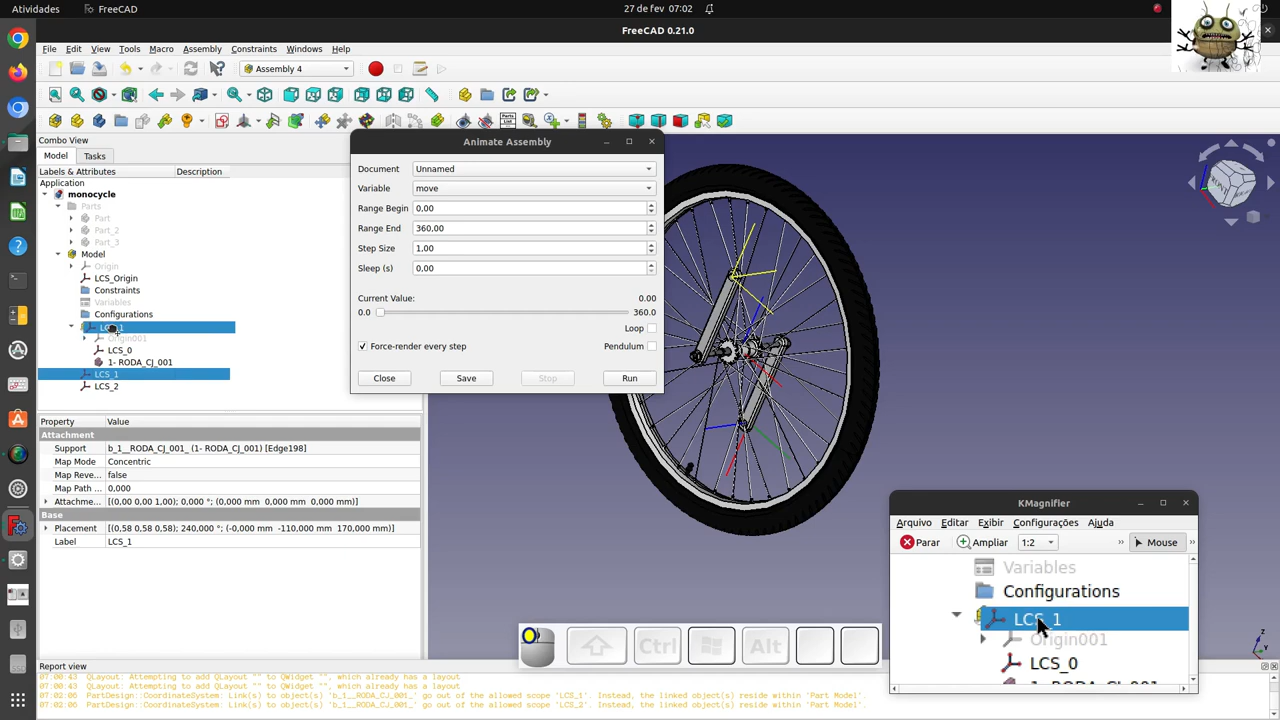 Atividades
FreeCAD
27 de fev 07:02
FreeCAD 0.21.0
File Edit View Tools Macro Assembly Constraints Windows Help
Assembly 4
Combo View
Model Tasks
Labels & Attributes Description
Application
monocycle
Parts
Part
Part_2
Part_3
Model
Origin
LCS_Origin
Constraints
Variables
Configurations
Origin001
LCS_0
1- RODA_CJ_001
LCS_1
LCS_2
Property Value
Attachment
Support b_1__RODA_CJ_001_ (1- RODA_CJ_001) [Edge198]
Map Mode Concentric
Map Reve... false
Map Path ... 0,000
Attachme... [(0,00 0,00 1,00); 0,000 °; (0,000 mm 0,000 mm 0,000 mm)]
Base
Placement [(0,58 0,58 0,58); 240,000 °; (-0,000 mm -110,000 mm 170,000 mm)]
Label LCS_1
Animate Assembly
Document Unnamed
Variable move
Range Begin 0,00
Range End 360,00
Step Size 1,00
Sleep (s) 0,00
Current Value: 0.00
0.0 360.0
Loop
Force-render every step Pendulum
Close Save Stop Run
KMagnifier
Arquivo Editar Exibir Configurações Ajuda
Parar Ampliar 1:2 » Mouse »
Variables
Configurations
LCS_1
Origin001
LCS_0
1- RODA_CJ_001
Ctrl Alt
Report view
07:00:43 QLayout: Attempting to add QLayout "" to QWidget "", which already has a layout
07:00:43 QLayout: Attempting to add QLayout "" to QWidget "", which already has a layout
07:02:06 PartDesign::CoordinateSystem: Link(s) to object(s) 'b_1__RODA_CJ_001_' go out of the allowed scope 'LCS_1'. Instead, the linked object(s) reside within 'Part Model'.
07:02:06 PartDesign::CoordinateSystem: Link(s) to object(s) 'b_1__RODA_CJ_001_' go out of the allowed scope 'LCS_2'. Instead, the linked object(s) reside within 'Part Model'.